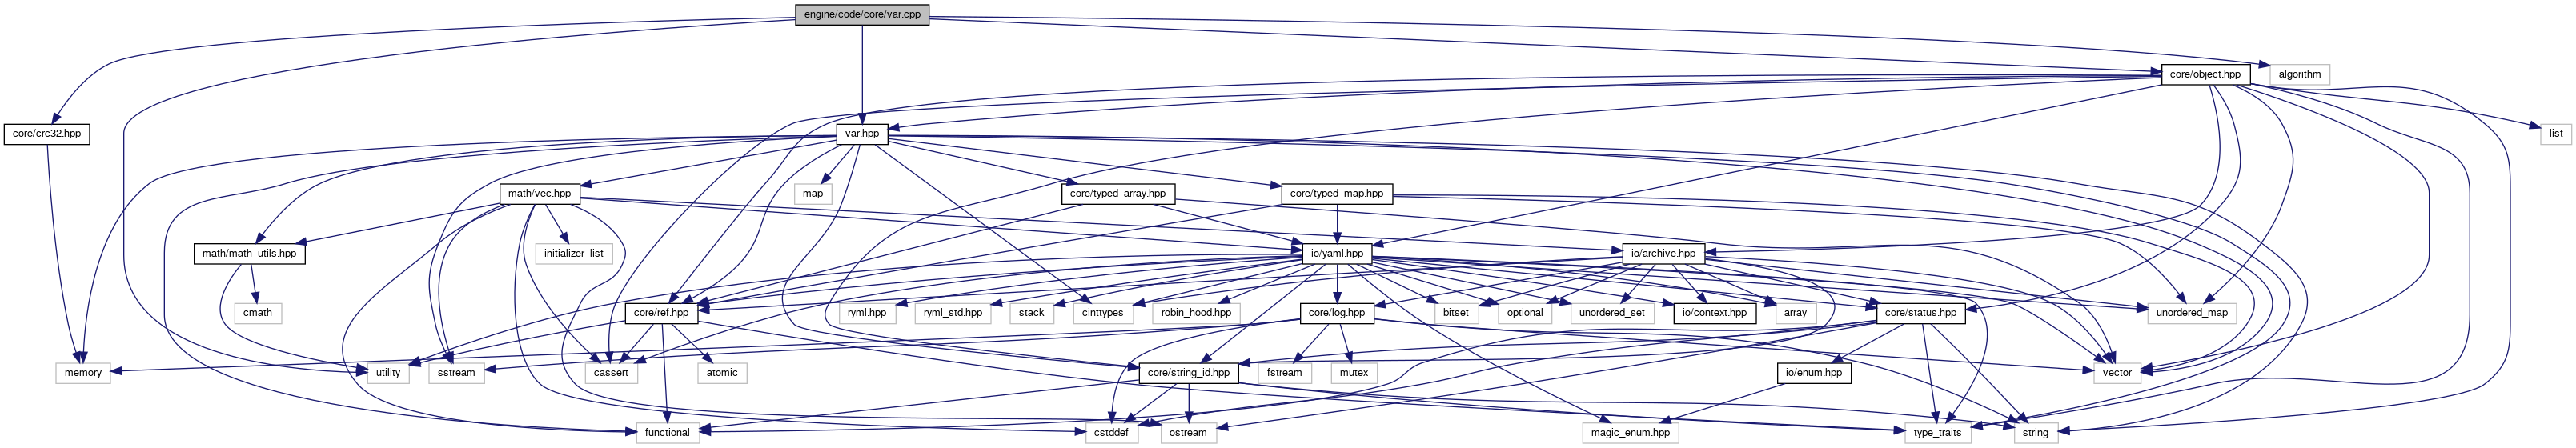 engine/code/core/var.cpp
core/object.hpp
algorithm
core/crc32.hpp
var.hpp
list
math/vec.hpp
map
core/typed_array.hpp
core/typed_map.hpp
math/math_utils.hpp
initializer_list
io/yaml.hpp
io/archive.hpp
cmath
core/ref.hpp
ryml.hpp
ryml_std.hpp
stack
cinttypes
robin_hood.hpp
core/log.hpp
bitset
optional
unordered_set
io/context.hpp
array
core/status.hpp
unordered_map
memory
utility
sstream
cassert
atomic
core/string_id.hpp
fstream
mutex
io/enum.hpp
vector
functional
cstddef
ostream
magic_enum.hpp
type_traits
string